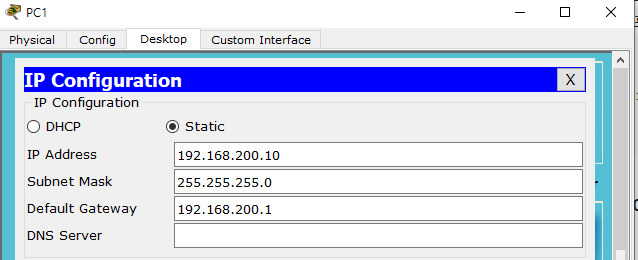 PC1
Physical Config Desktop Custom Interface
IP Configuration X
IP Configuration
DHCP Static
IP Address 192.168.200.10
Subnet Mask 255.255.255.0
Default Gateway 192.168.200.1
DNS Server